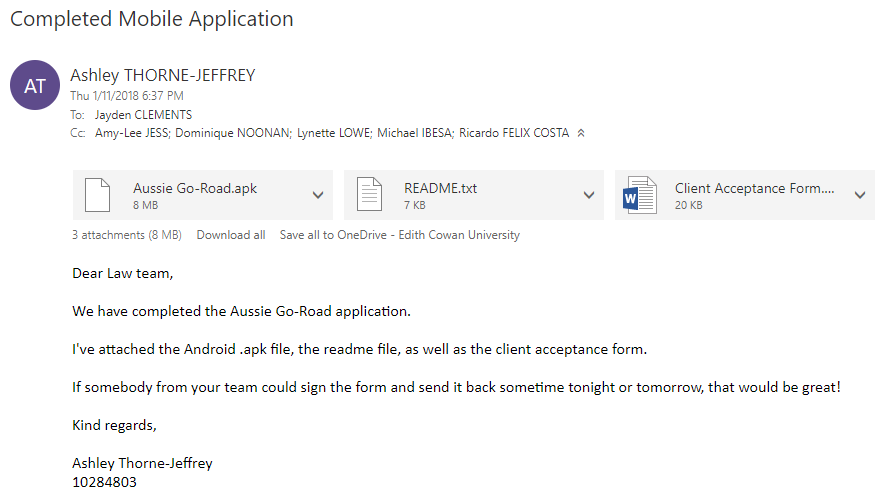 Completed Mobile Application
AT
Ashley THORNE-JEFFREY
Thu 1/11/2018 6:37 PM
To: Jayden CLEMENTS
Cc: Amy-Lee JESS; Dominique NOONAN; Lynette LOWE; Michael IBESA; Ricardo FELIX COSTA
Aussie Go-Road.apk
8 MB
README.txt
7 KB
W
Client Acceptance Form....
20 KB
3 attachments (8 MB) Download all Save all to OneDrive - Edith Cowan University
Dear Law team,
We have completed the Aussie Go-Road application.
I've attached the Android .apk file, the readme file, as well as the client acceptance form.
If somebody from your team could sign the form and send it back sometime tonight or tomorrow, that would be great!
Kind regards,
Ashley Thorne-Jeffrey
10284803